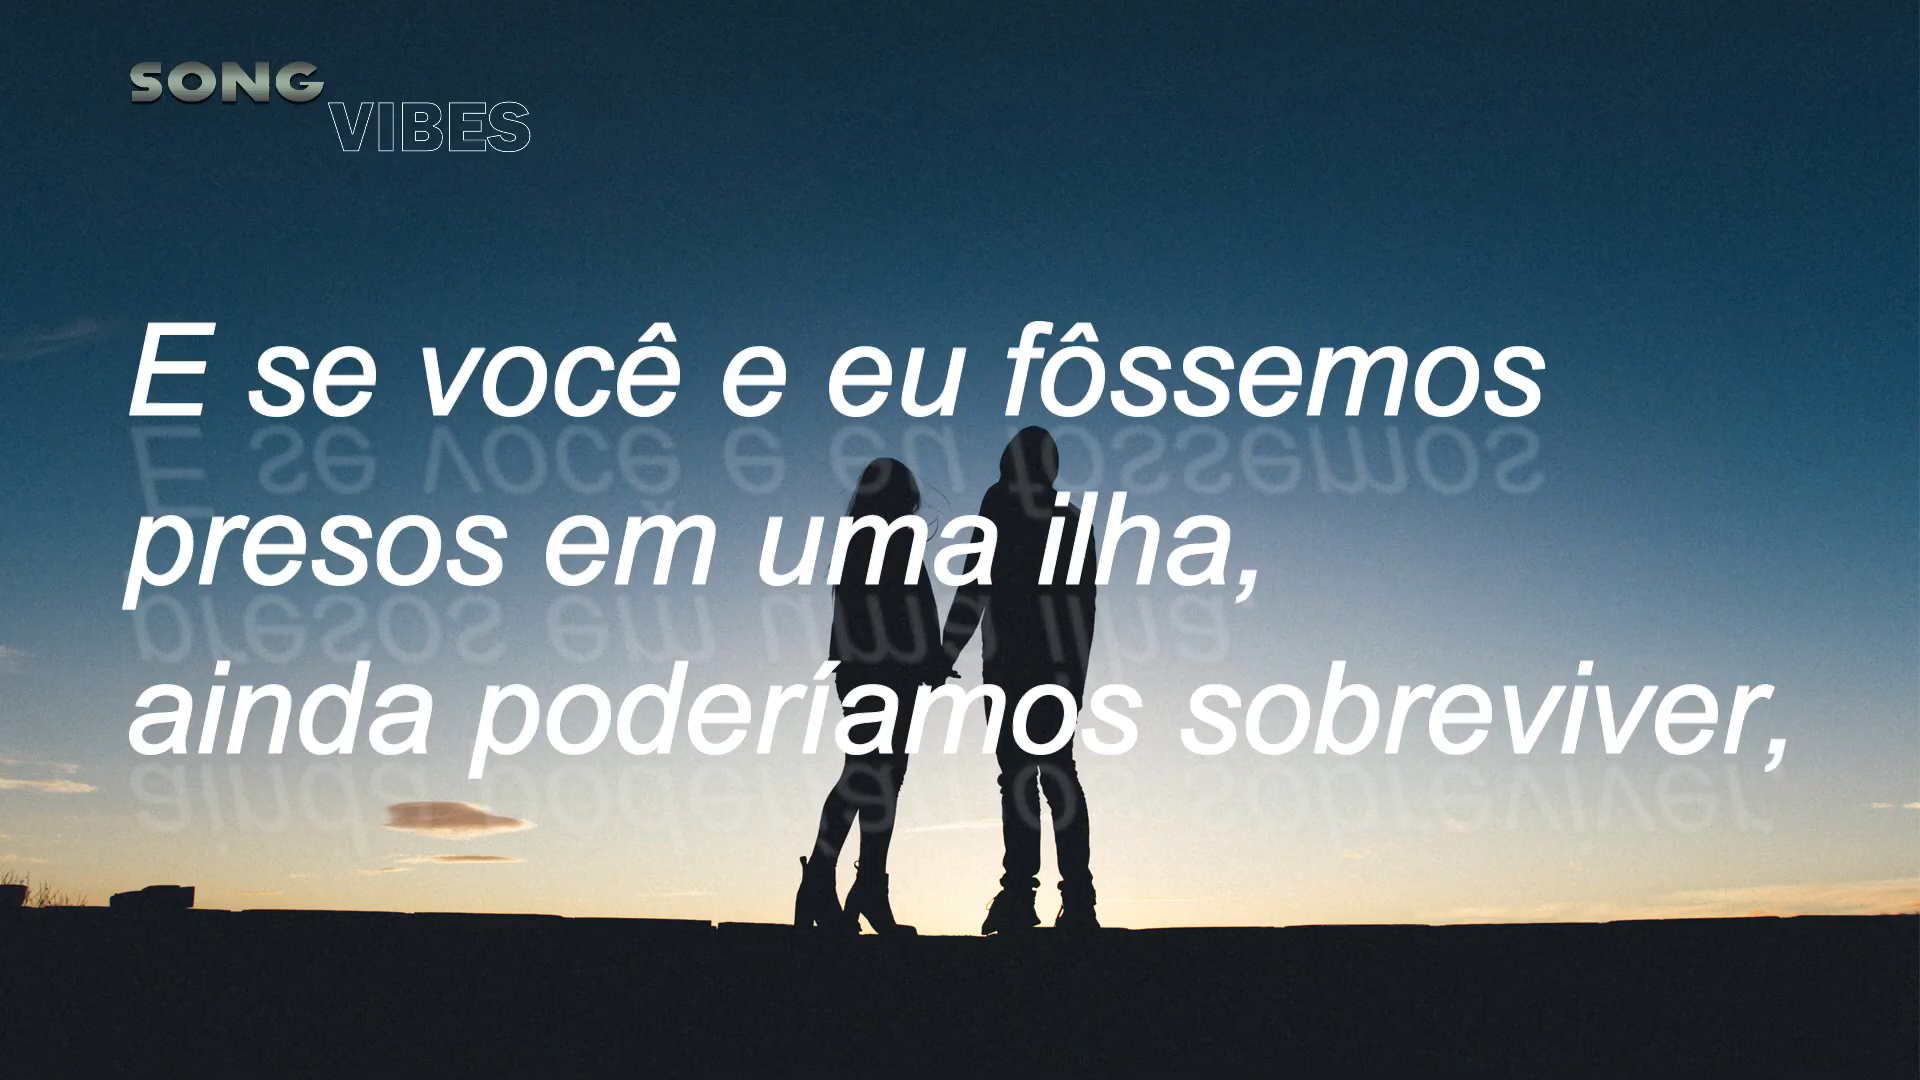 SONG
VIBES
E se você e eu fôssemos
presos em uma ilha,
ainda poderíamos sobreviver,